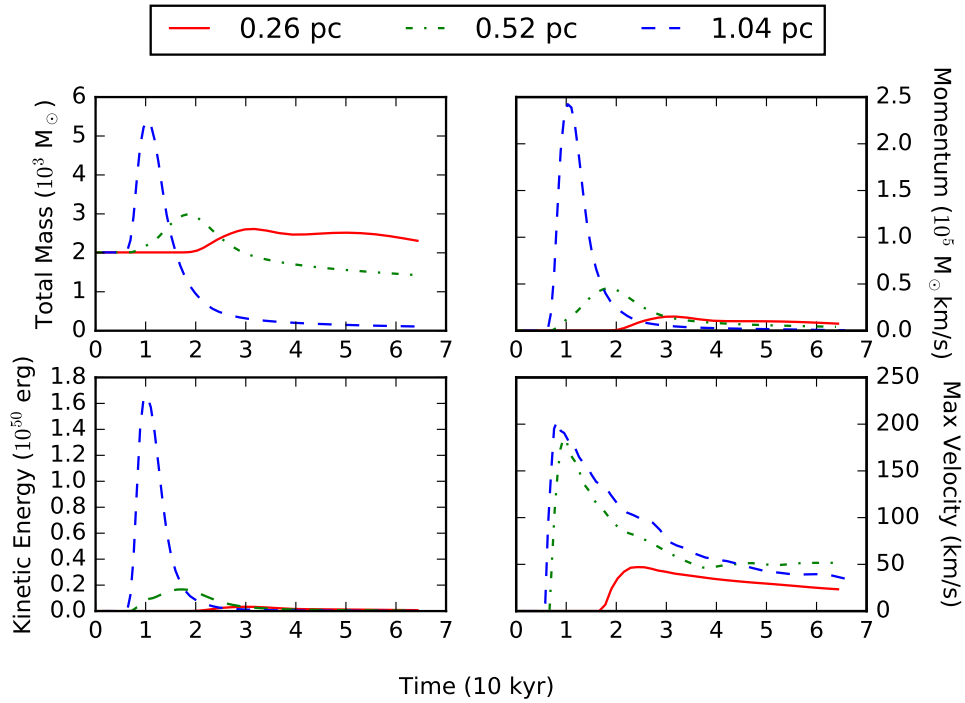 0.26 pc 0.52 pc 1.04 pc
Total Mass (10³ M☉)
6
5
4
3
2
1
0
0 1 2 3 4 5 6 7
Momentum (10⁵ M☉ km/s)
2.5
2.0
1.5
1.0
0.5
0.0
0 1 2 3 4 5 6 7
Kinetic Energy (10⁵⁰ erg)
1.8
1.6
1.4
1.2
1.0
0.8
0.6
0.4
0.2
0.0
0 1 2 3 4 5 6 7
Max Velocity (km/s)
250
200
150
100
50
0
0 1 2 3 4 5 6 7
Time (10 kyr)